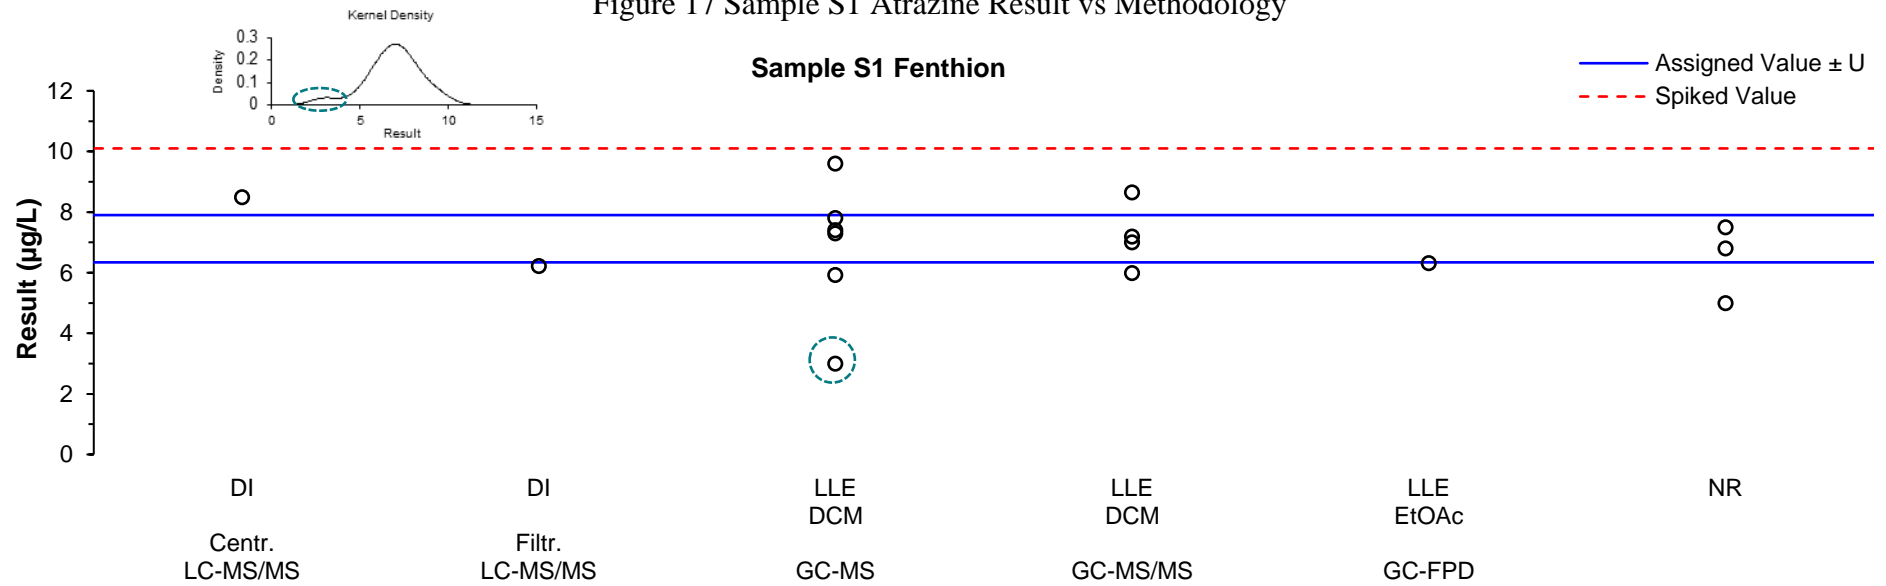 Figure 17 Sample S1 Atrazine Result vs Methodology
Kernel Density
0.3
0.2
0.1
0
Density
0 5 10 15
Result
Sample S1 Fenthion
Assigned Value ± U
Spiked Value
12
10
8
6
4
2
0
Result (µg/L)
DI DI LLE LLE LLE NR
DCM DCM EtOAc
Centr. Filtr.
LC-MS/MS LC-MS/MS GC-MS GC-MS/MS GC-FPD